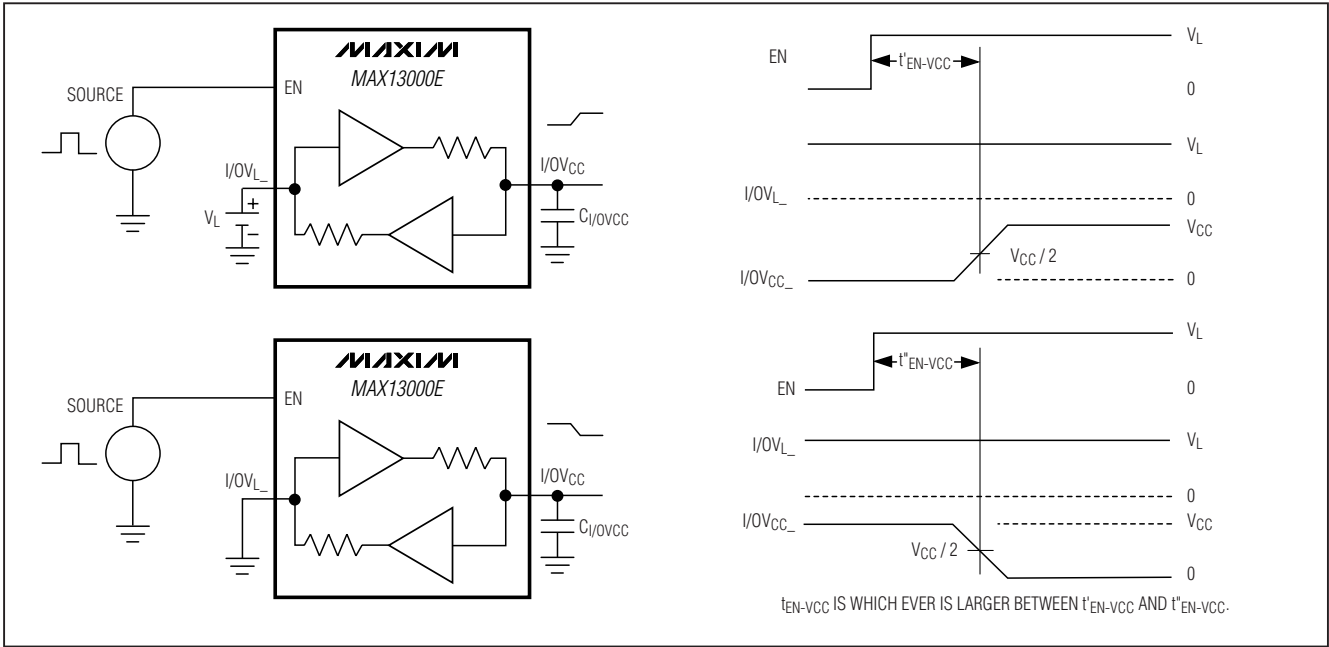 MAXIM
MAX13000E
SOURCE
EN
I/OVL_
VL
+
−
I/OVCC
CI/OVCC
EN
t'EN-VCC
VL
0
I/OVL_
VL
0
I/OVCC_
VCC
VCC / 2
0
MAXIM
MAX13000E
SOURCE
EN
I/OVL_
I/OVCC
CI/OVCC
EN
t"EN-VCC
VL
0
I/OVL_
VL
0
I/OVCC_
VCC
VCC / 2
0
tEN-VCC IS WHICH EVER IS LARGER BETWEEN t'EN-VCC AND t"EN-VCC.